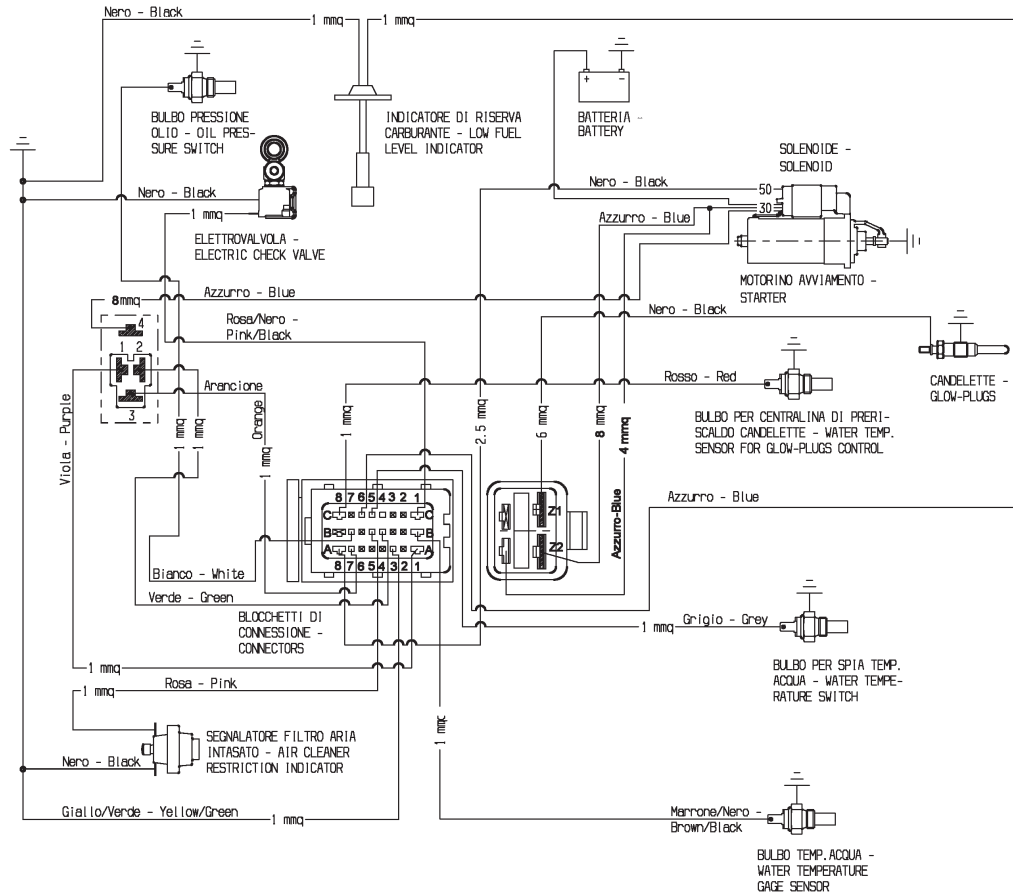 Nero - Black
1 mmq
1 mmq
BULBO PRESSIONE
OLIO - OIL PRES-
SURE SWITCH
INDICATORE DI RISERVA
CARBURANTE - LOW FUEL
LEVEL INDICATOR
+ -
BATTERIA -
BATTERY
SOLENOIDE -
SOLENOID
Nero - Black
50
30
Nero - Black
1 mmq
Azzurro - Blue
ELETTROVALVOLA -
ELECTRIC CHECK VALVE
MOTORINO AVVIAMENTO -
STARTER
8mmq
Azzurro - Blue
Nero - Black
Rosa/Nero -
Pink/Black
4
1 2
3
Arancione
Orange
1 mmq
Viola - Purple
1 mmq
1 mmq
1 mmq
2.5 mmq
6 mmq
8 mmq
4 mmq
Azzurro-Blue
Rosso - Red
CANDELETTE -
GLOW-PLUGS
BULBO PER CENTRALINA DI PRERI-
SCALDO CANDELETTE - WATER TEMP.
SENSOR FOR GLOW-PLUGS CONTROL
Azzurro - Blue
8 7 6 5 4 3 2 1
C C
B B
A A
8 7 6 5 4 3 2 1
Z1
Z2
Bianco - White
Verde - Green
BLOCCHETTI DI
CONNESSIONE -
CONNECTORS
1 mmq
Grigio - Grey
1 mmq
Rosa - Pink
1 mmq
1 mmq
BULBO PER SPIA TEMP.
ACQUA - WATER TEMPE-
RATURE SWITCH
SEGNALATORE FILTRO ARIA
INTASATO - AIR CLEANER
RESTRICTION INDICATOR
Nero - Black
Giallo/Verde - Yellow/Green
1 mmq
Marrone/Nero -
Brown/Black
BULBO TEMP.ACQUA -
WATER TEMPERATURE
GAGE SENSOR